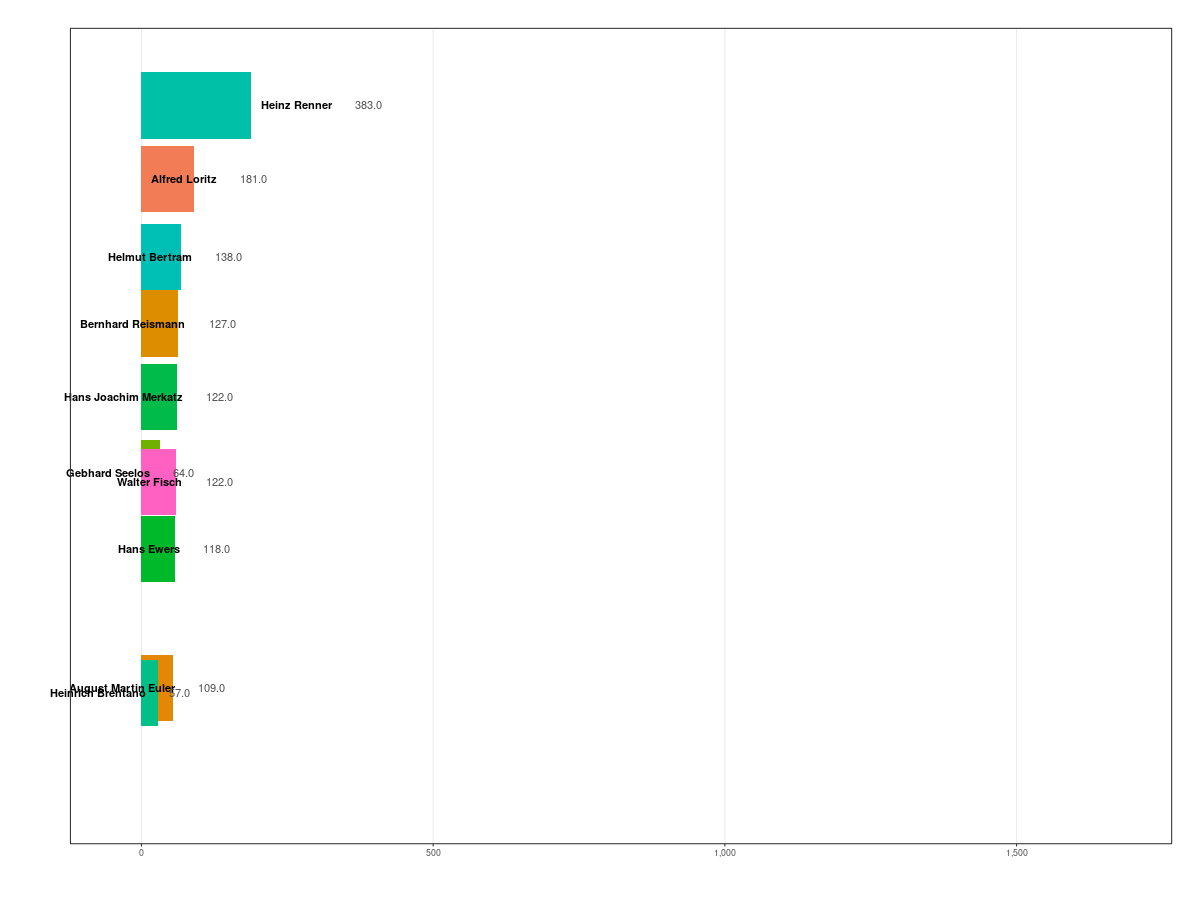 Heinz Renner 383.0
Alfred Loritz 181.0
Helmut Bertram 138.0
Bernhard Reismann 127.0
Hans Joachim Merkatz 122.0
Gebhard Seelos 64.0
Walter Fisch 122.0
Hans Ewers 118.0
August Martin Euler 109.0
Heinrich Brentano 57.0
0 500 1,000 1,500